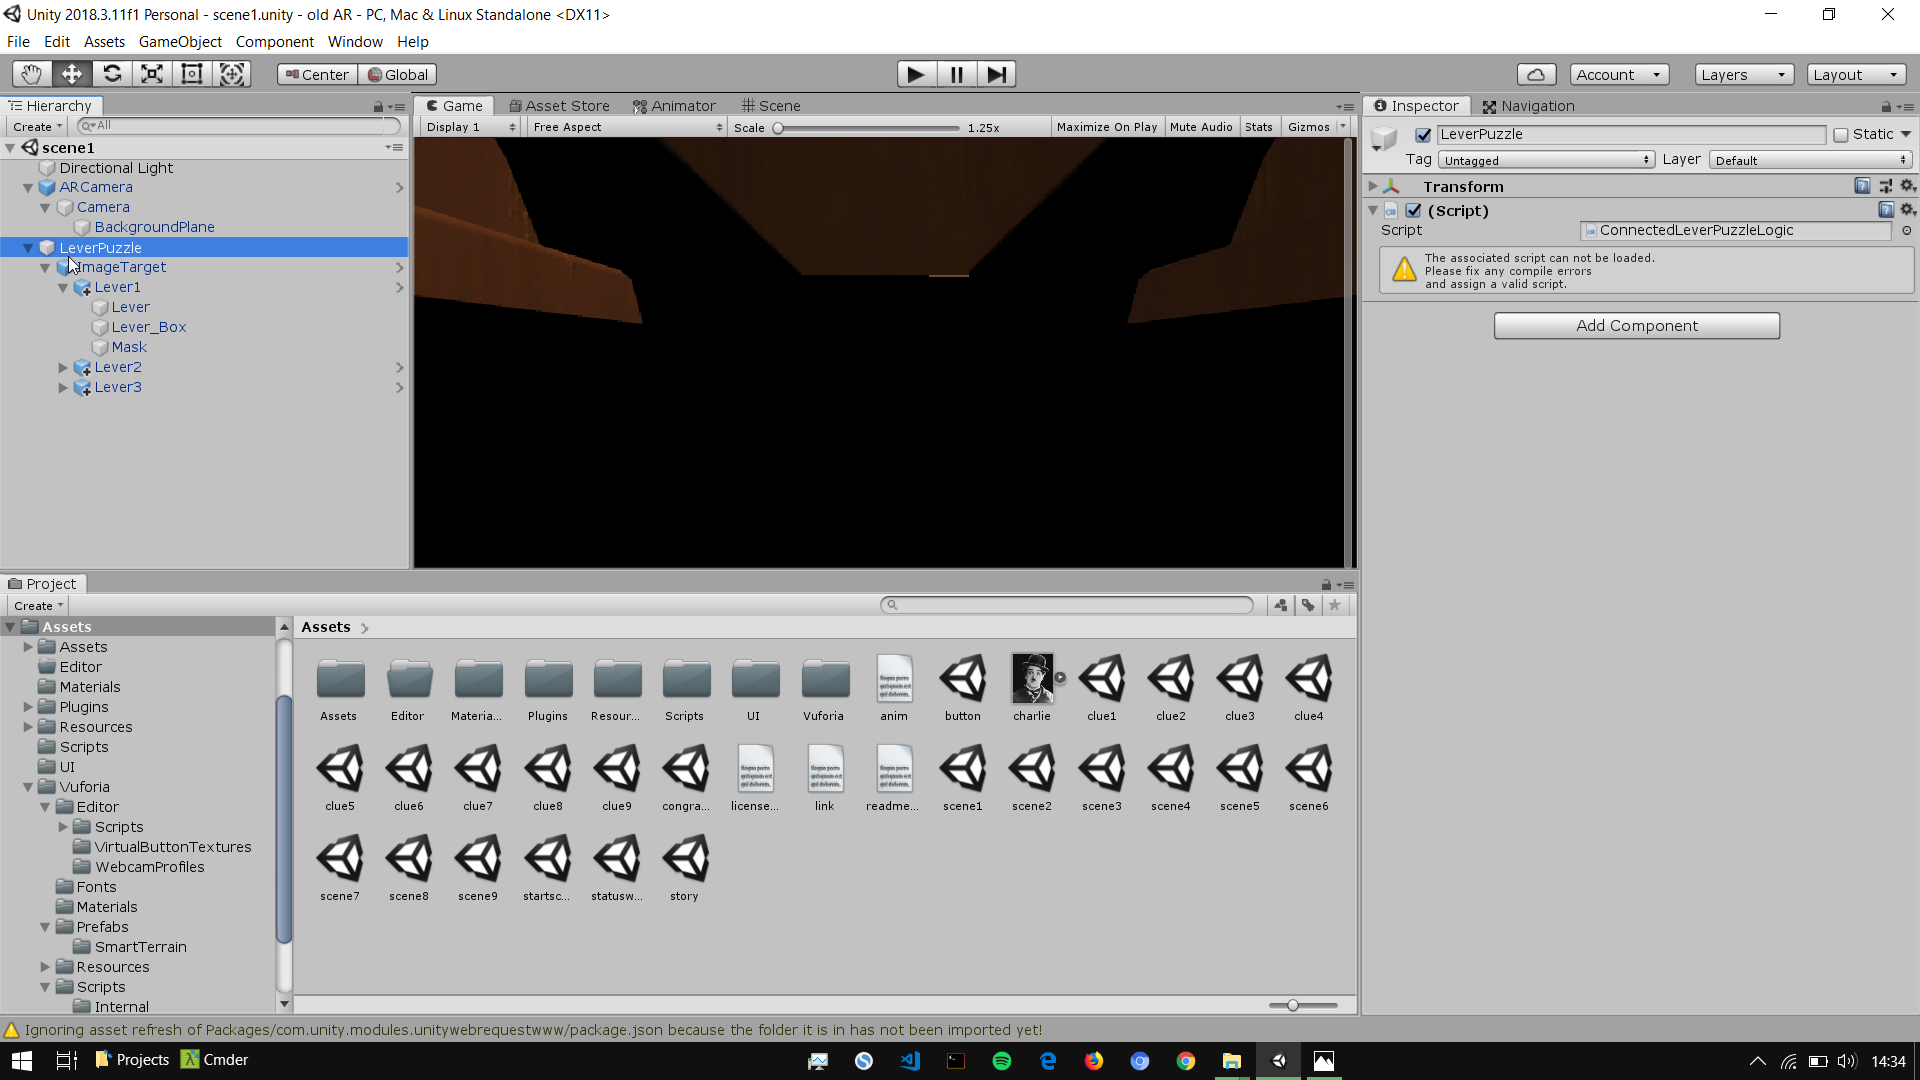 Unity 2018.3.11f1 Personal - scene1.unity - old AR - PC, Mac & Linux Standalone <DX11>
File Edit Assets GameObject Component Window Help
Center Global Account Layers Layout
Hierarchy
Create All
scene1
Directional Light
ARCamera
Camera
BackgroundPlane
LeverPuzzle
ImageTarget
Lever1
Lever
Lever_Box
Mask
Lever2
Lever3
Game Asset Store Animator Scene
Display 1 Free Aspect Scale 1.25x Maximize On Play Mute Audio Stats Gizmos
Inspector Navigation
LeverPuzzle Static
Tag Untagged Layer Default
Transform
(Script)
Script ConnectedLeverPuzzleLogic
The associated script can not be loaded.
Please fix any compile errors
and assign a valid script.
Add Component
Project
Create
Assets
Assets
Editor
Materials
Plugins
Resources
Scripts
UI
Vuforia
Editor
Scripts
VirtualButtonTextures
WebcamProfiles
Fonts
Materials
Prefabs
SmartTerrain
Resources
Scripts
Internal
Assets
Assets Editor Materia... Plugins Resour... Scripts UI Vuforia anim button charlie clue1 clue2 clue3 clue4
clue5 clue6 clue7 clue8 clue9 congra... license... link readme... scene1 scene2 scene3 scene4 scene5 scene6
scene7 scene8 scene9 startsc... statusw... story
Ignoring asset refresh of Packages/com.unity.modules.unitywebrequestwww/package.json because the folder it is in has not been imported yet!
Projects Cmder 14:34